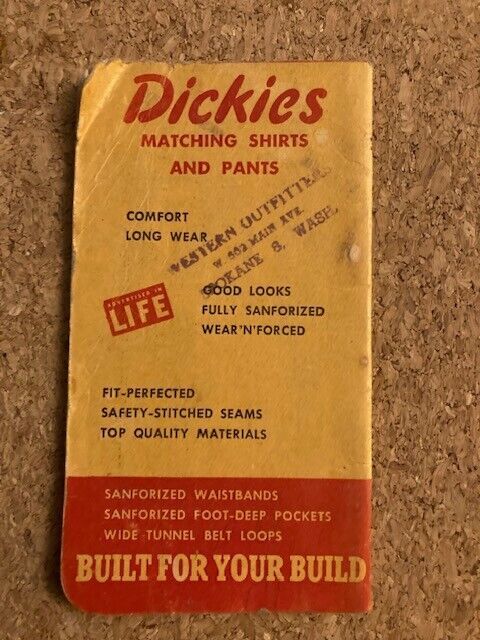 Dickies
MATCHING SHIRTS
AND PANTS
COMFORT
LONG WEAR
WESTERN OUTFITTERS
W. MAIN AVE.
SPOKANE 8, WASH.
ADVERTISED IN
LIFE
GOOD LOOKS
FULLY SANFORIZED
WEAR'N'FORCED
FIT-PERFECTED
SAFETY-STITCHED SEAMS
TOP QUALITY MATERIALS
SANFORIZED WAISTBANDS
SANFORIZED FOOT-DEEP POCKETS
WIDE TUNNEL BELT LOOPS
BUILT FOR YOUR BUILD